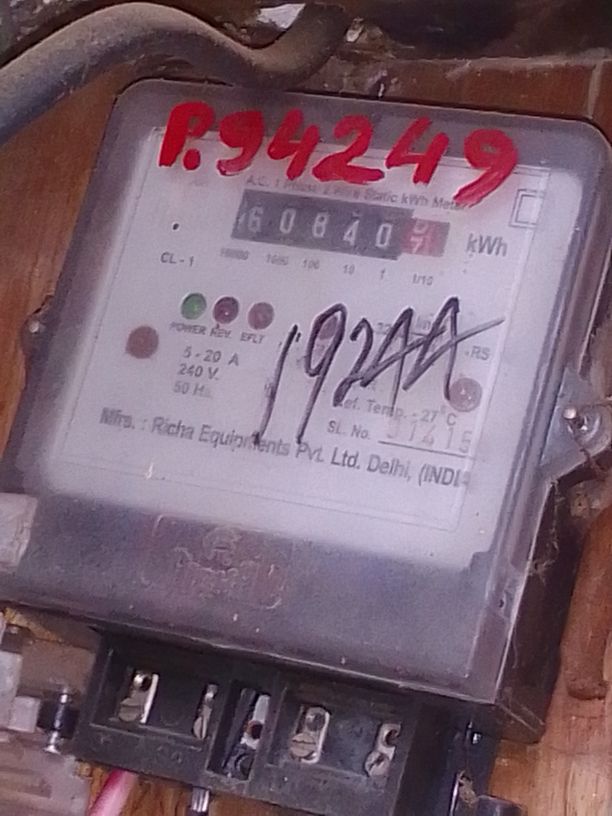 P.94249
A.C. 1 Phase 2 Wire Static kWh Meter
60840 kWh
CL - 1 10000 1000 100 10 1 1/10
POWER REV. EFLT
19244
RS
5 - 20 A
240 V.
50 Hz.
Ref. Temp. - 27°C
SL. No.
Mfrs. : Richa Equipments Pvt. Ltd. Delhi, (INDI